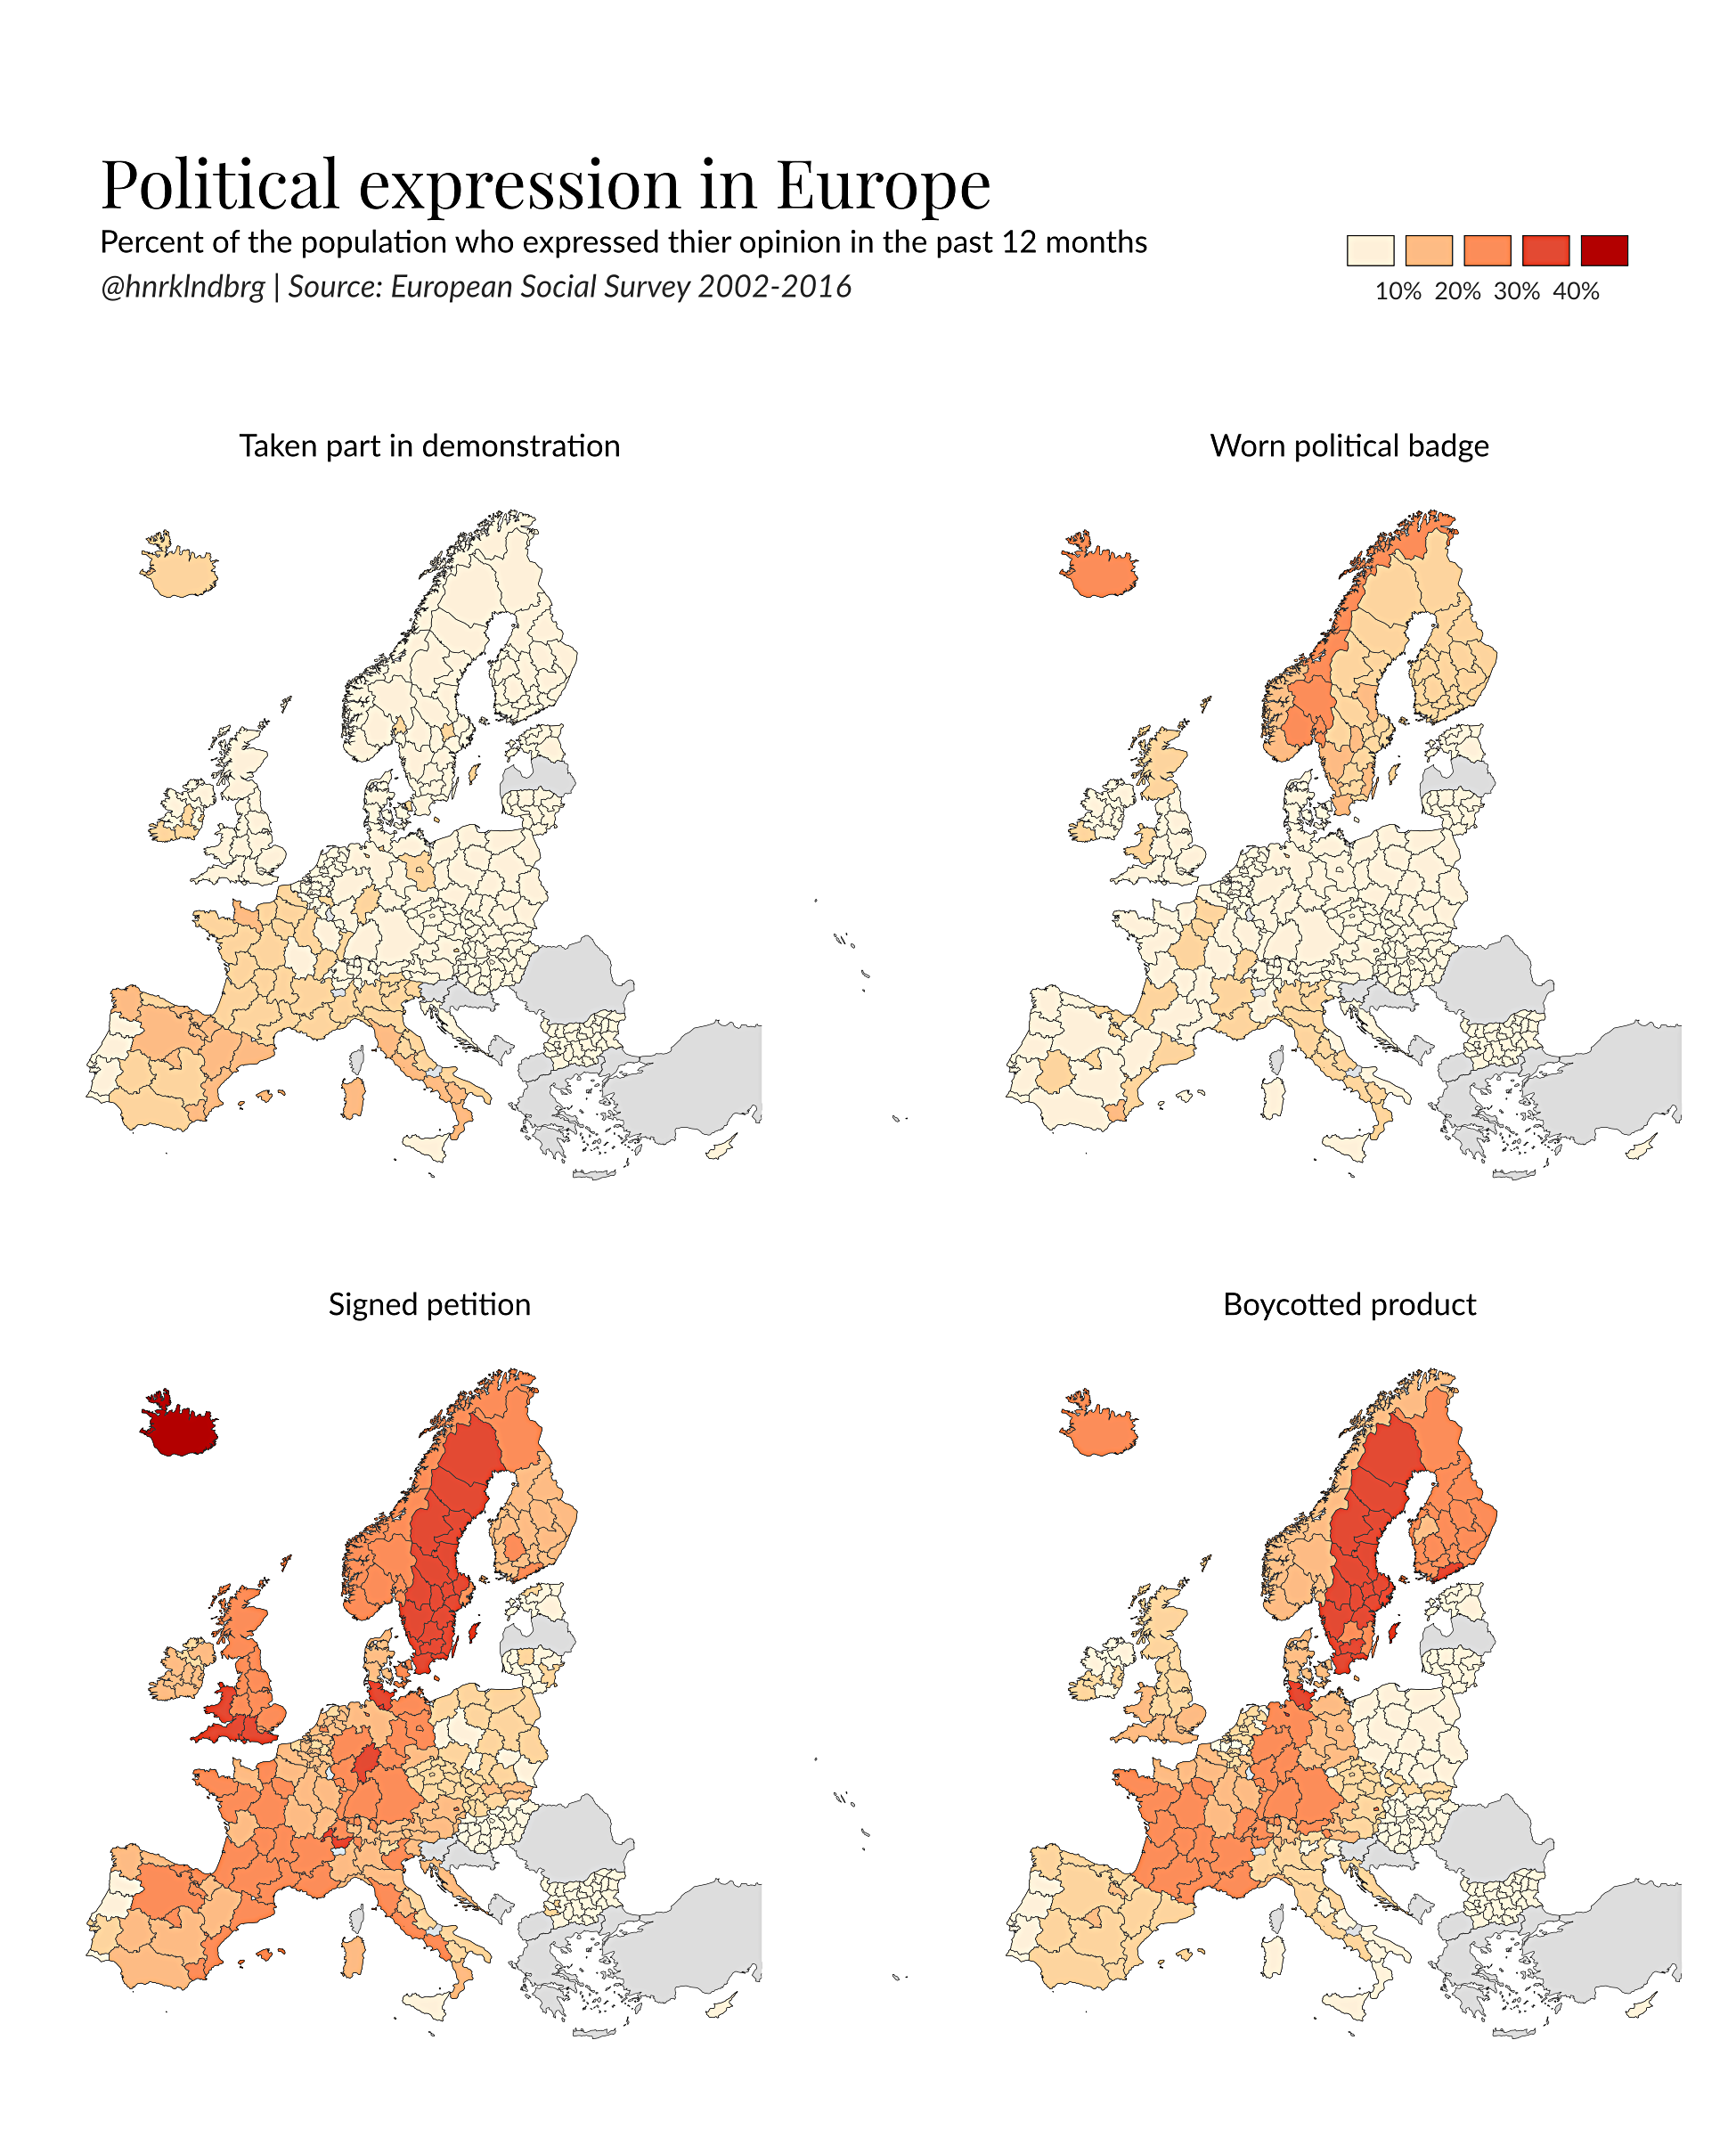 Political expression in Europe
Percent of the population who expressed thier opinion in the past 12 months
@hnrklndbrg | Source: European Social Survey 2002-2016
10% 20% 30% 40%
Taken part in demonstration
Worn political badge
Signed petition
Boycotted product